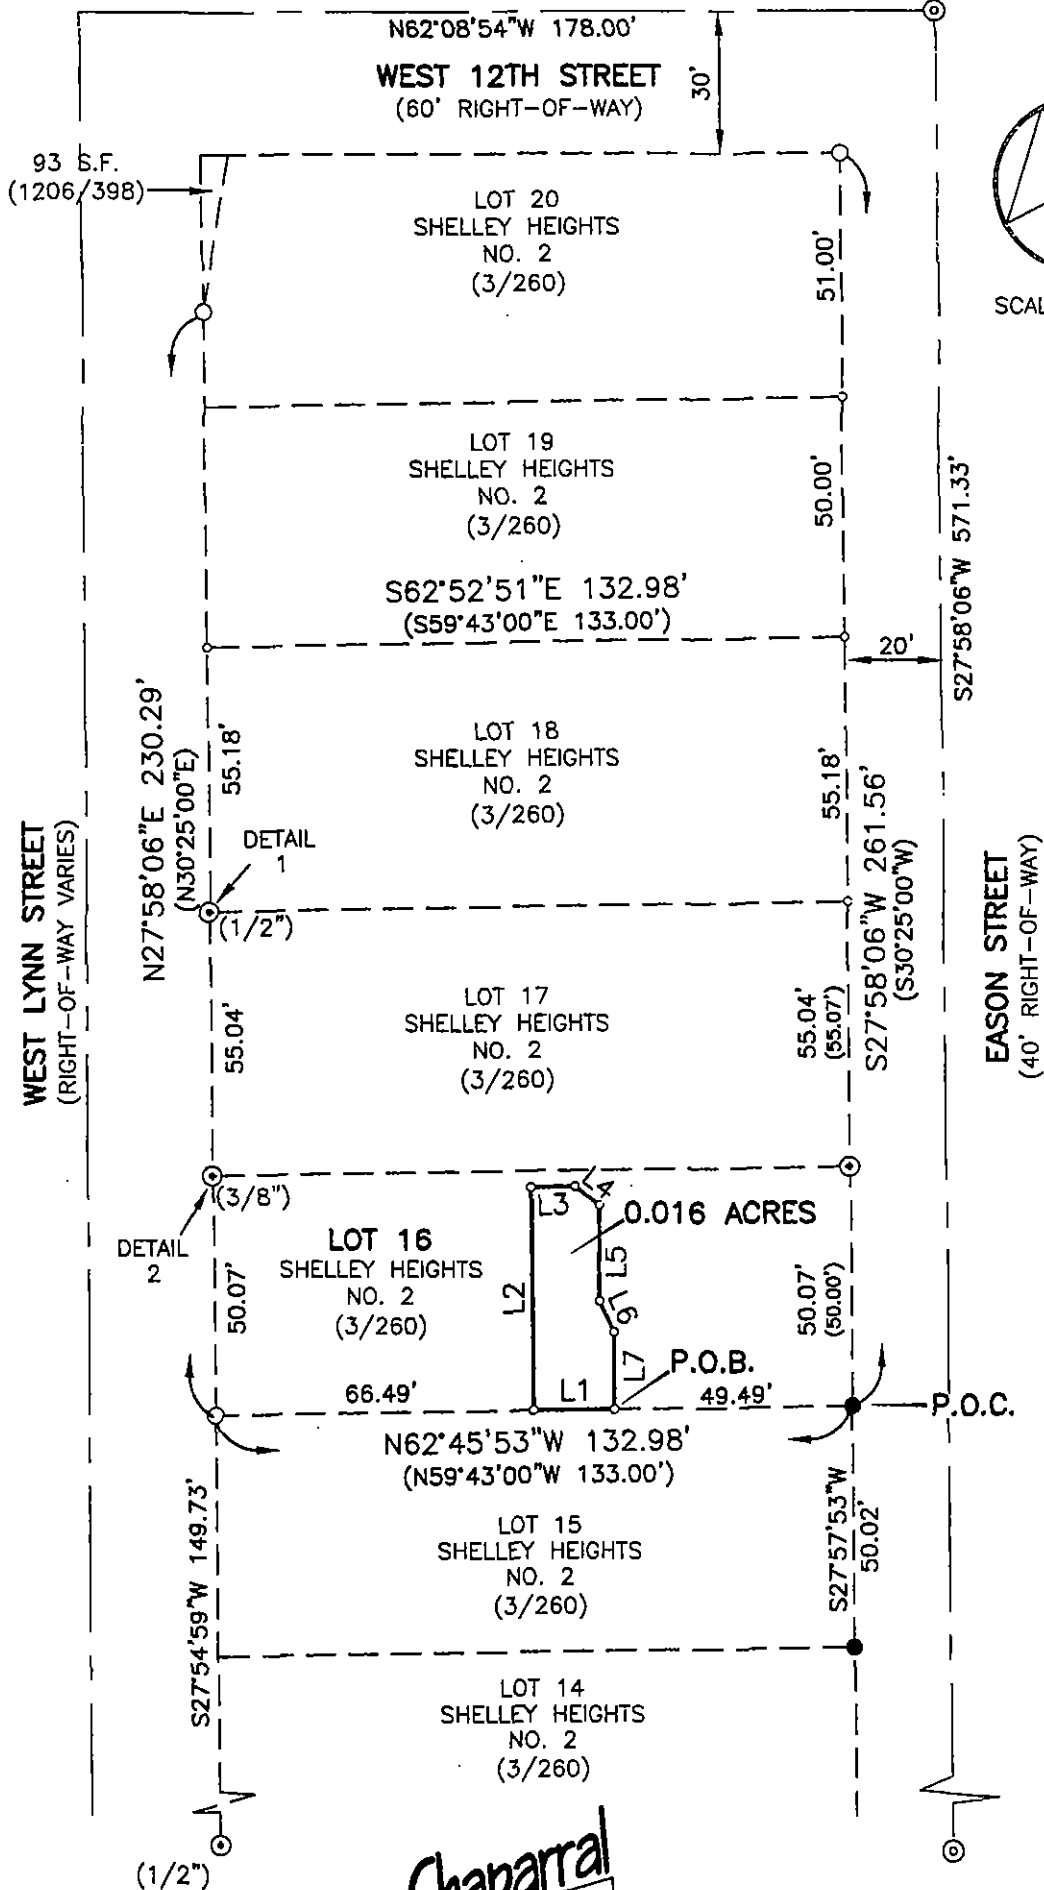 N62°08'54"W 178.00'
WEST 12TH STREET
(60' RIGHT-OF-WAY)
30'
93 S.F.
(1206/398)
LOT 20
SHELLEY HEIGHTS
NO. 2
(3/260)
51.00'
SCAL
LOT 19
SHELLEY HEIGHTS
NO. 2
(3/260)
50.00'
S27°58'06"W 571.33'
S62°52'51"E 132.98'
(S59°43'00"E 133.00')
20'
LOT 18
SHELLEY HEIGHTS
NO. 2
(3/260)
N27°58'06"E 230.29'
(N30°25'00"E)
55.18'
55.18'
S27°58'06"W 261.56'
(S30°25'00"W)
DETAIL
1
(1/2")
WEST LYNN STREET
(RIGHT-OF-WAY VARIES)
EASON STREET
(40' RIGHT-OF-WAY)
LOT 17
SHELLEY HEIGHTS
NO. 2
(3/260)
55.04'
55.04'
(55.07')
(3/8")
DETAIL
2
L3
L4
0.016 ACRES
LOT 16
SHELLEY HEIGHTS
NO. 2
(3/260)
50.07'
L2
L5
L6
L7
50.07'
(50.00')
P.O.B.
66.49'
L1
49.49'
P.O.C.
N62°45'53"W 132.98'
(N59°43'00"W 133.00')
LOT 15
SHELLEY HEIGHTS
NO. 2
(3/260)
S27°54'59"W 149.73'
S27°57'53"W
50.02'
LOT 14
SHELLEY HEIGHTS
NO. 2
(3/260)
(1/2")
Chaparral